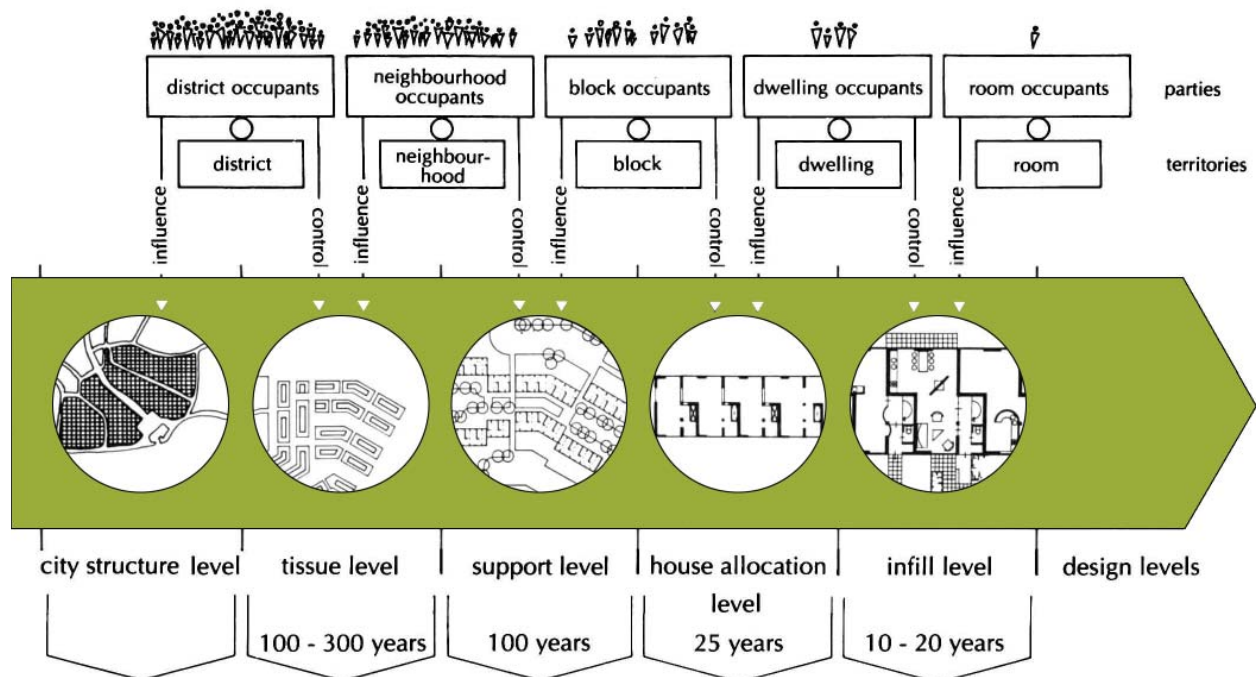 district occupants
neighbourhood
occupants
block occupants
dwelling occupants
room occupants
parties
district
neighbour-
hood
block
dwelling
room
territories
influence
control
influence
control
influence
control
influence
control
influence
city structure level
tissue level
support level
house allocation
level
infill level
design levels
100 - 300 years
100 years
25 years
10 - 20 years